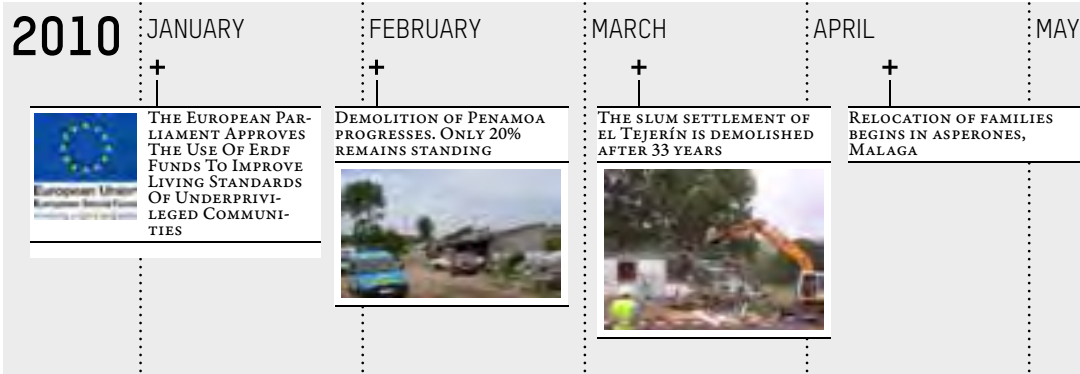 2010
JANUARY
FEBRUARY
MARCH
APRIL
MAY
THE EUROPEAN PAR-
LIAMENT APPROVES
THE USE OF ERDF
FUNDS TO IMPROVE
LIVING STANDARDS
OF UNDERPRIVI-
LEGED COMMUNI-
TIES
European Union
DEMOLITION OF PENAMOA
PROGRESSES. ONLY 20%
REMAINS STANDING
THE SLUM SETTLEMENT OF
EL TEJERÍN IS DEMOLISHED
AFTER 33 YEARS
RELOCATION OF FAMILIES
BEGINS IN ASPERONES,
MALAGA